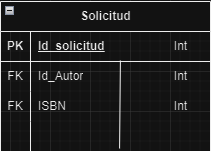 Solicitud
PK Id_solicitud Int
FK Id_Autor Int
FK ISBN Int